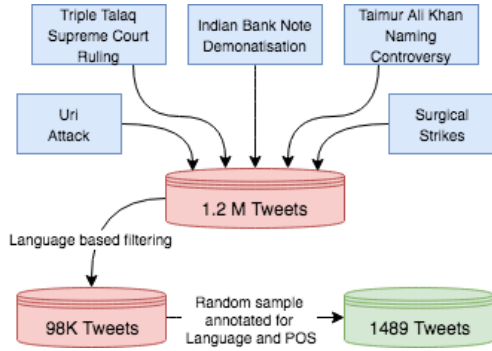 Triple Talaq
Supreme Court
Ruling
Indian Bank Note
Demonatisation
Taimur Ali Khan
Naming
Controversy
Uri
Attack
Surgical
Strikes
1.2 M Tweets
Language based filtering
98K Tweets
Random sample
annotated for
Language and POS
1489 Tweets